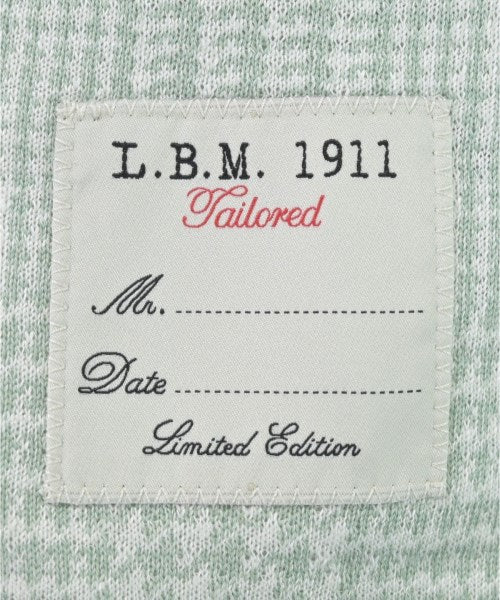 L.B.M. 1911
Tailored
Mr. ........................................
Date ........................................
Limited Edition